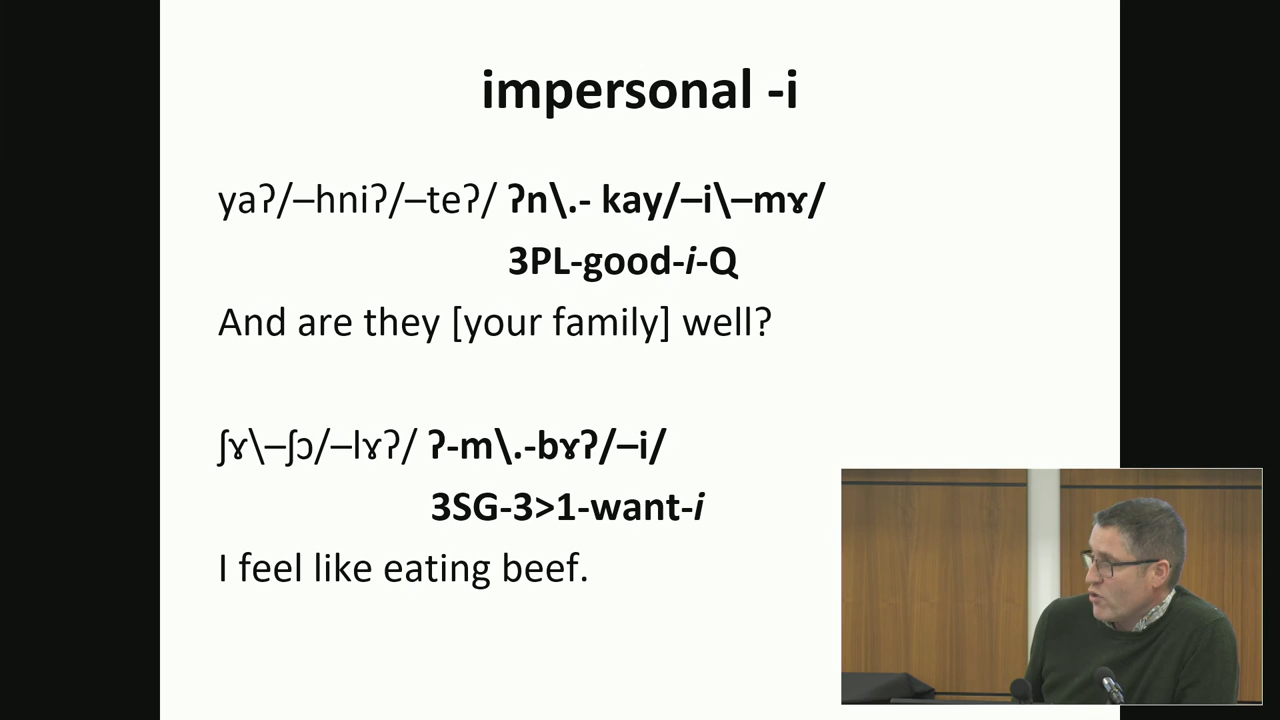 impersonal -i
yaʔ/–hniʔ/–teʔ/ ʔn\.- kay/–i\–mɤ/
3PL-good-i-Q
And are they [your family] well?
ʃɤ\–ʃɔ/–lɤʔ/ ʔ-m\.-bɤʔ/–i/
3SG-3>1-want-i
I feel like eating beef.